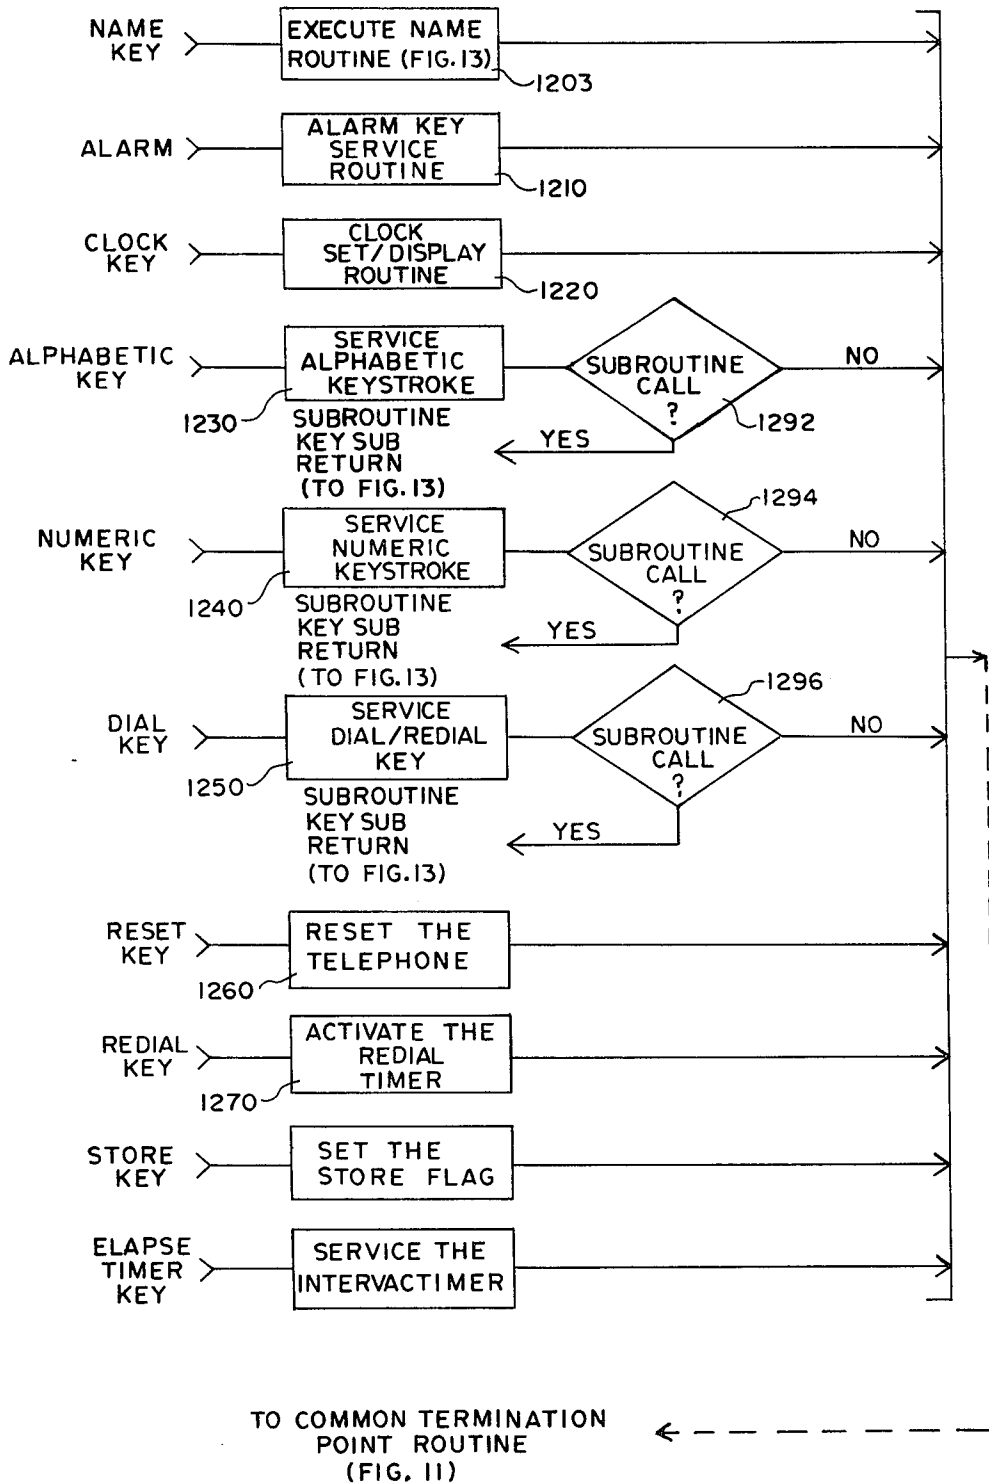 NAME
KEY
EXECUTE NAME
ROUTINE (FIG.13)
1203
ALARM
ALARM KEY
SERVICE
ROUTINE
1210
CLOCK
KEY
CLOCK
SET/DISPLAY
ROUTINE
1220
ALPHABETIC
KEY
SERVICE
ALPHABETIC
KEYSTROKE
1230
SUBROUTINE
CALL
?
1292
NO
YES
SUBROUTINE
KEY SUB
RETURN
(TO FIG.13)
NUMERIC
KEY
SERVICE
NUMERIC
KEYSTROKE
1240
SUBROUTINE
CALL
?
1294
NO
YES
SUBROUTINE
KEY SUB
RETURN
(TO FIG.13)
DIAL
KEY
SERVICE
DIAL/REDIAL
KEY
1250
SUBROUTINE
CALL
?
1296
NO
YES
SUBROUTINE
KEY SUB
RETURN
(TO FIG.13)
RESET
KEY
RESET THE
TELEPHONE
1260
REDIAL
KEY
ACTIVATE THE
REDIAL
TIMER
1270
STORE
KEY
SET THE
STORE FLAG
ELAPSE
TIMER
KEY
SERVICE THE
INTERVACTIMER
TO COMMON TERMINATION
POINT ROUTINE
(FIG. 11)